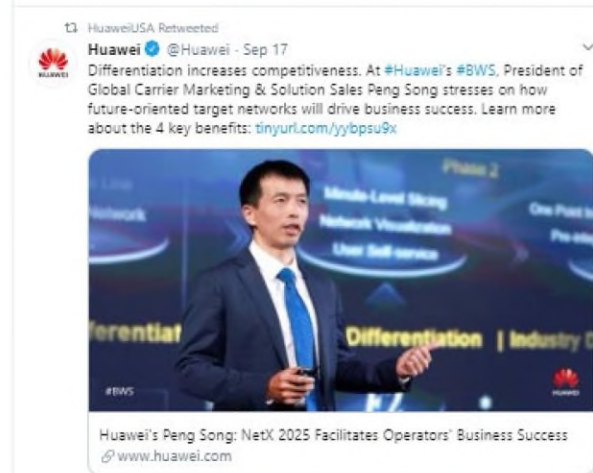 HuaweiUSA Retweeted
Huawei @Huawei · Sep 17
HUAWEI
Differentiation increases competitiveness. At #Huawei's #BWS, President of
Global Carrier Marketing & Solution Sales Peng Song stresses on how
future-oriented target networks will drive business success. Learn more
about the 4 key benefits: tinyurl.com/yybpsu9x
Phase 2
Minute-Level Slicing
Network
Network Visualization
One Point
User Self-service
ferentiat
Differentiation | Industry D
#BWS
HUAWEI
Huawei's Peng Song: NetX 2025 Facilitates Operators' Business Success
www.huawei.com